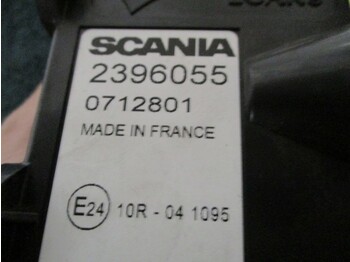 SCANIA
2396055
0712801
MADE IN FRANCE
E24 10R - 04 1095